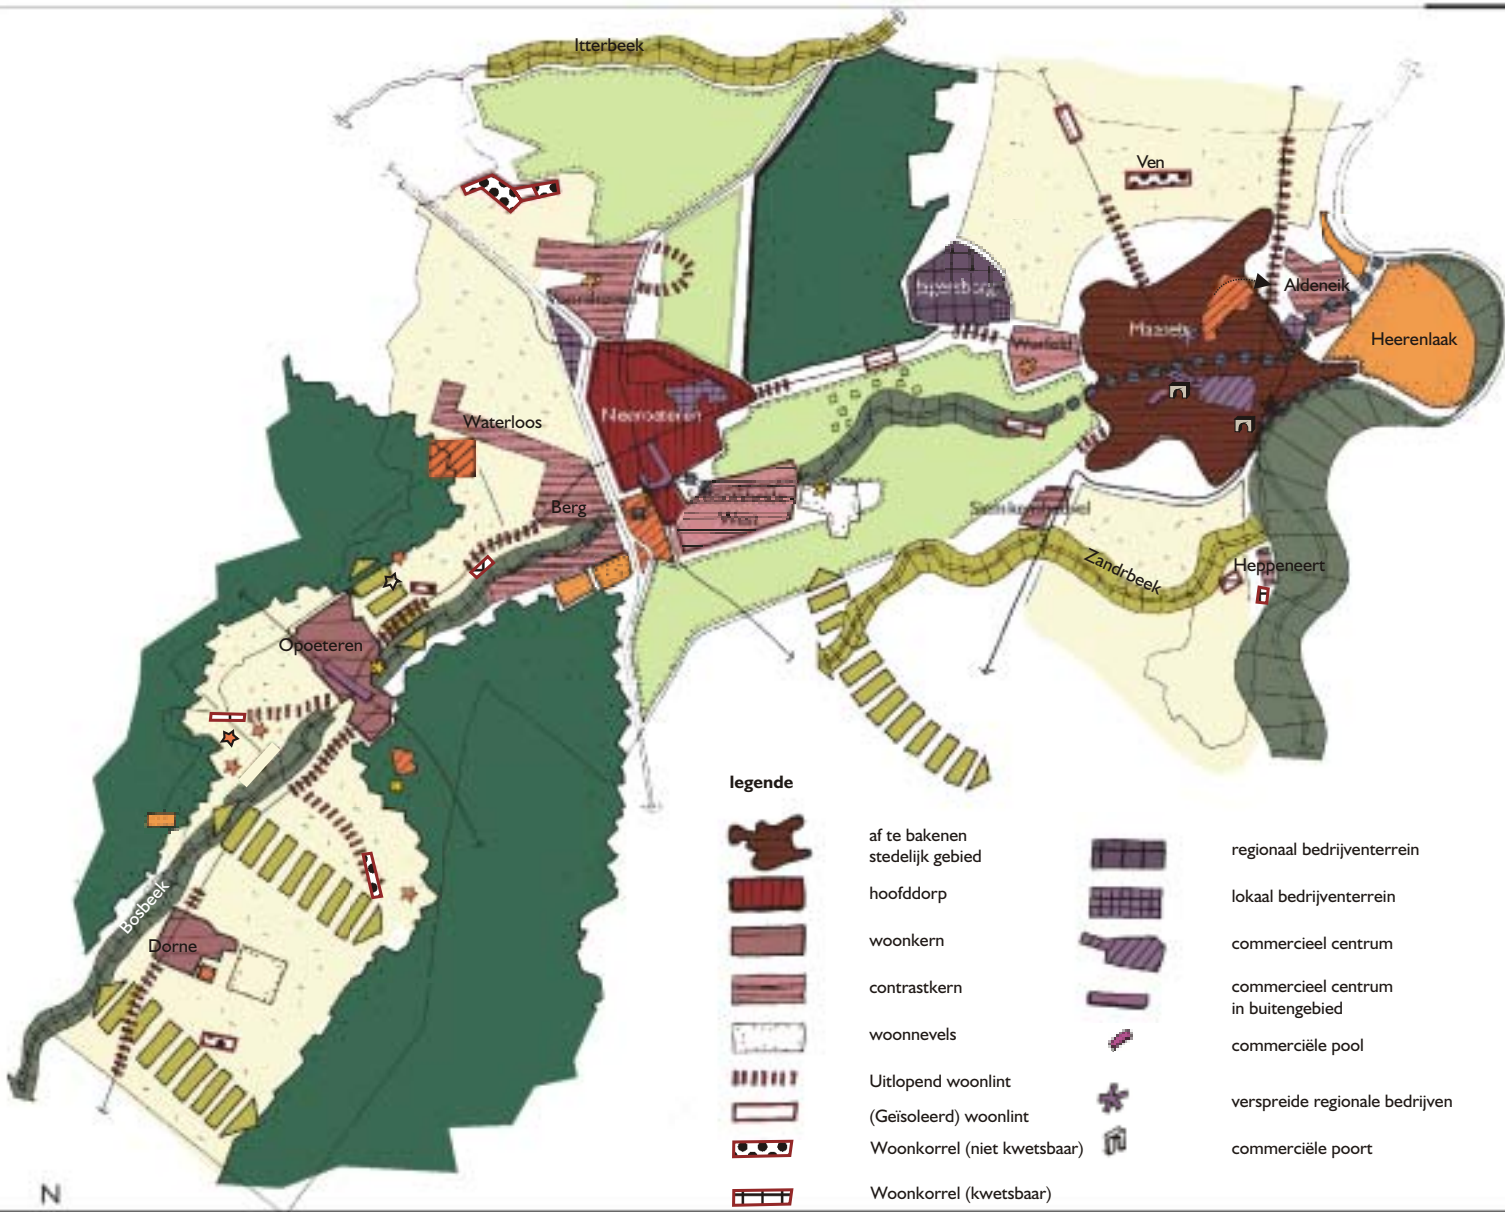 Itterbeek
Ven
Aldeneik
Heerenlaak
Maaseik
Neeroeteren
Waterloos
Berg
West
Zandrbeek
Heppeneert
Opoeteren
Bosbeek
Dorne
N
legende
af te bakenen
stedelijk gebied
hoofddorp
woonkern
contrastkern
woonnevels
Uitlopend woonlint
(Geïsoleerd) woonlint
Woonkorrel (niet kwetsbaar)
Woonkorrel (kwetsbaar)
regionaal bedrijventerrein
lokaal bedrijventerrein
commercieel centrum
commercieel centrum
in buitengebied
commerciële pool
verspreide regionale bedrijven
commerciële poort